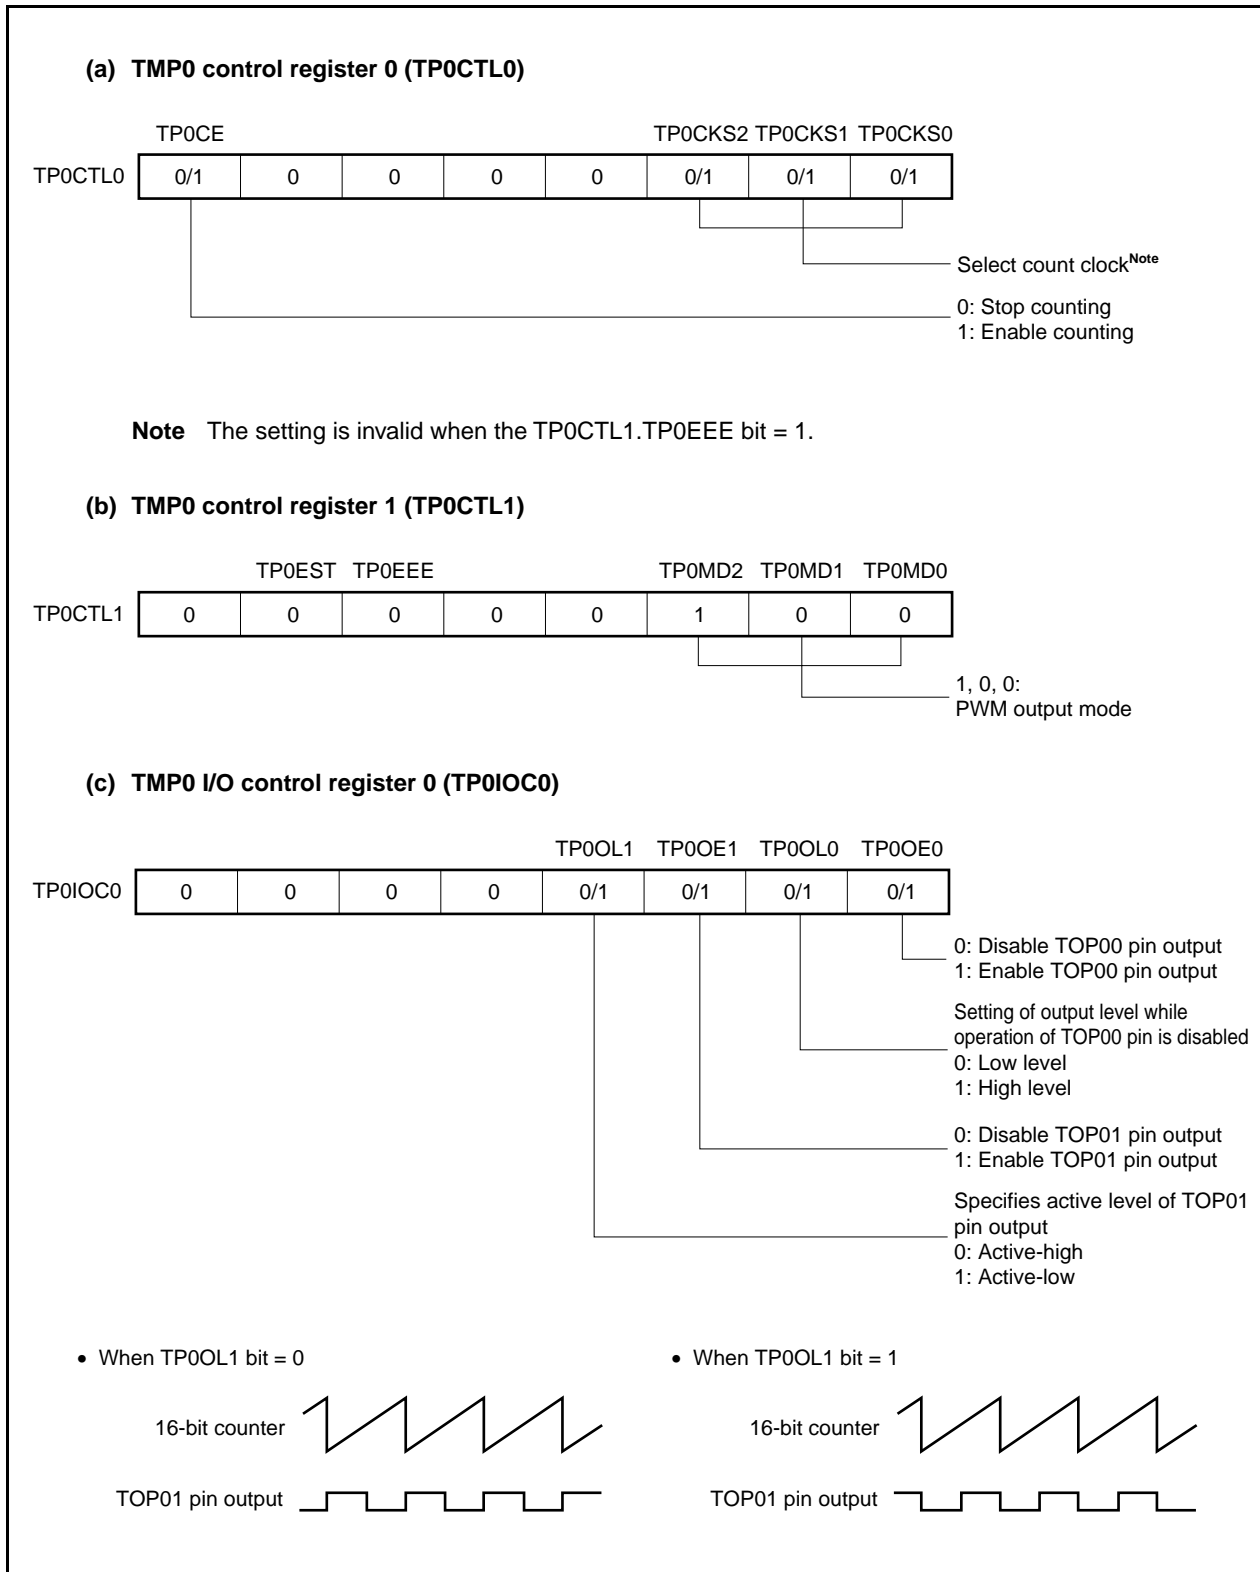 (a) TMP0 control register 0 (TP0CTL0)
TP0CE TP0CKS2 TP0CKS1 TP0CKS0
TP0CTL0 0/1 0 0 0 0 0/1 0/1 0/1
Select count clockNote
0: Stop counting
1: Enable counting
Note The setting is invalid when the TP0CTL1.TP0EEE bit = 1.
(b) TMP0 control register 1 (TP0CTL1)
TP0EST TP0EEE TP0MD2 TP0MD1 TP0MD0
TP0CTL1 0 0 0 0 0 1 0 0
1, 0, 0:
PWM output mode
(c) TMP0 I/O control register 0 (TP0IOC0)
TP0OL1 TP0OE1 TP0OL0 TP0OE0
TP0IOC0 0 0 0 0 0/1 0/1 0/1 0/1
0: Disable TOP00 pin output
1: Enable TOP00 pin output
Setting of output level while
operation of TOP00 pin is disabled
0: Low level
1: High level
0: Disable TOP01 pin output
1: Enable TOP01 pin output
Specifies active level of TOP01
pin output
0: Active-high
1: Active-low
• When TP0OL1 bit = 0
16-bit counter
TOP01 pin output
• When TP0OL1 bit = 1
16-bit counter
TOP01 pin output